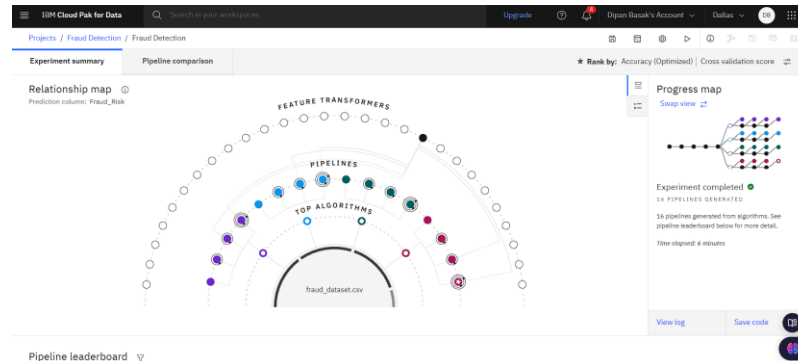 IBM Cloud Pak for Data
Search in your workspaces
Upgrade
4
Dipan Basak's Account
Dallas
DB
Projects / Fraud Detection / Fraud Detection
Experiment summary
Pipeline comparison
★ Rank by: Accuracy (Optimized) | Cross validation score
Relationship map
Prediction column: Fraud_Risk
FEATURE TRANSFORMERS
PIPELINES
TOP ALGORITHMS
fraud_dataset.csv
Progress map
Swap view
Experiment completed
16 PIPELINES GENERATED
16 pipelines generated from algorithms. See
pipeline leaderboard below for more detail.
Time elapsed: 6 minutes
View log
Save code
Pipeline leaderboard